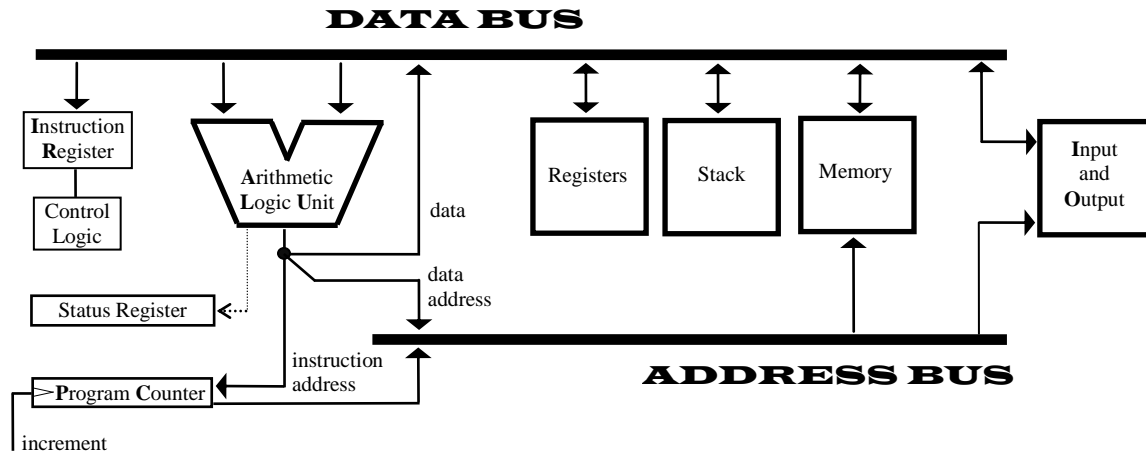 DATA BUS
Instruction
Register
Control
Logic
Arithmetic
Logic Unit
data
Registers
Stack
Memory
Input
and
Output
data
address
Status Register
instruction
address
ADDRESS BUS
Program Counter
increment